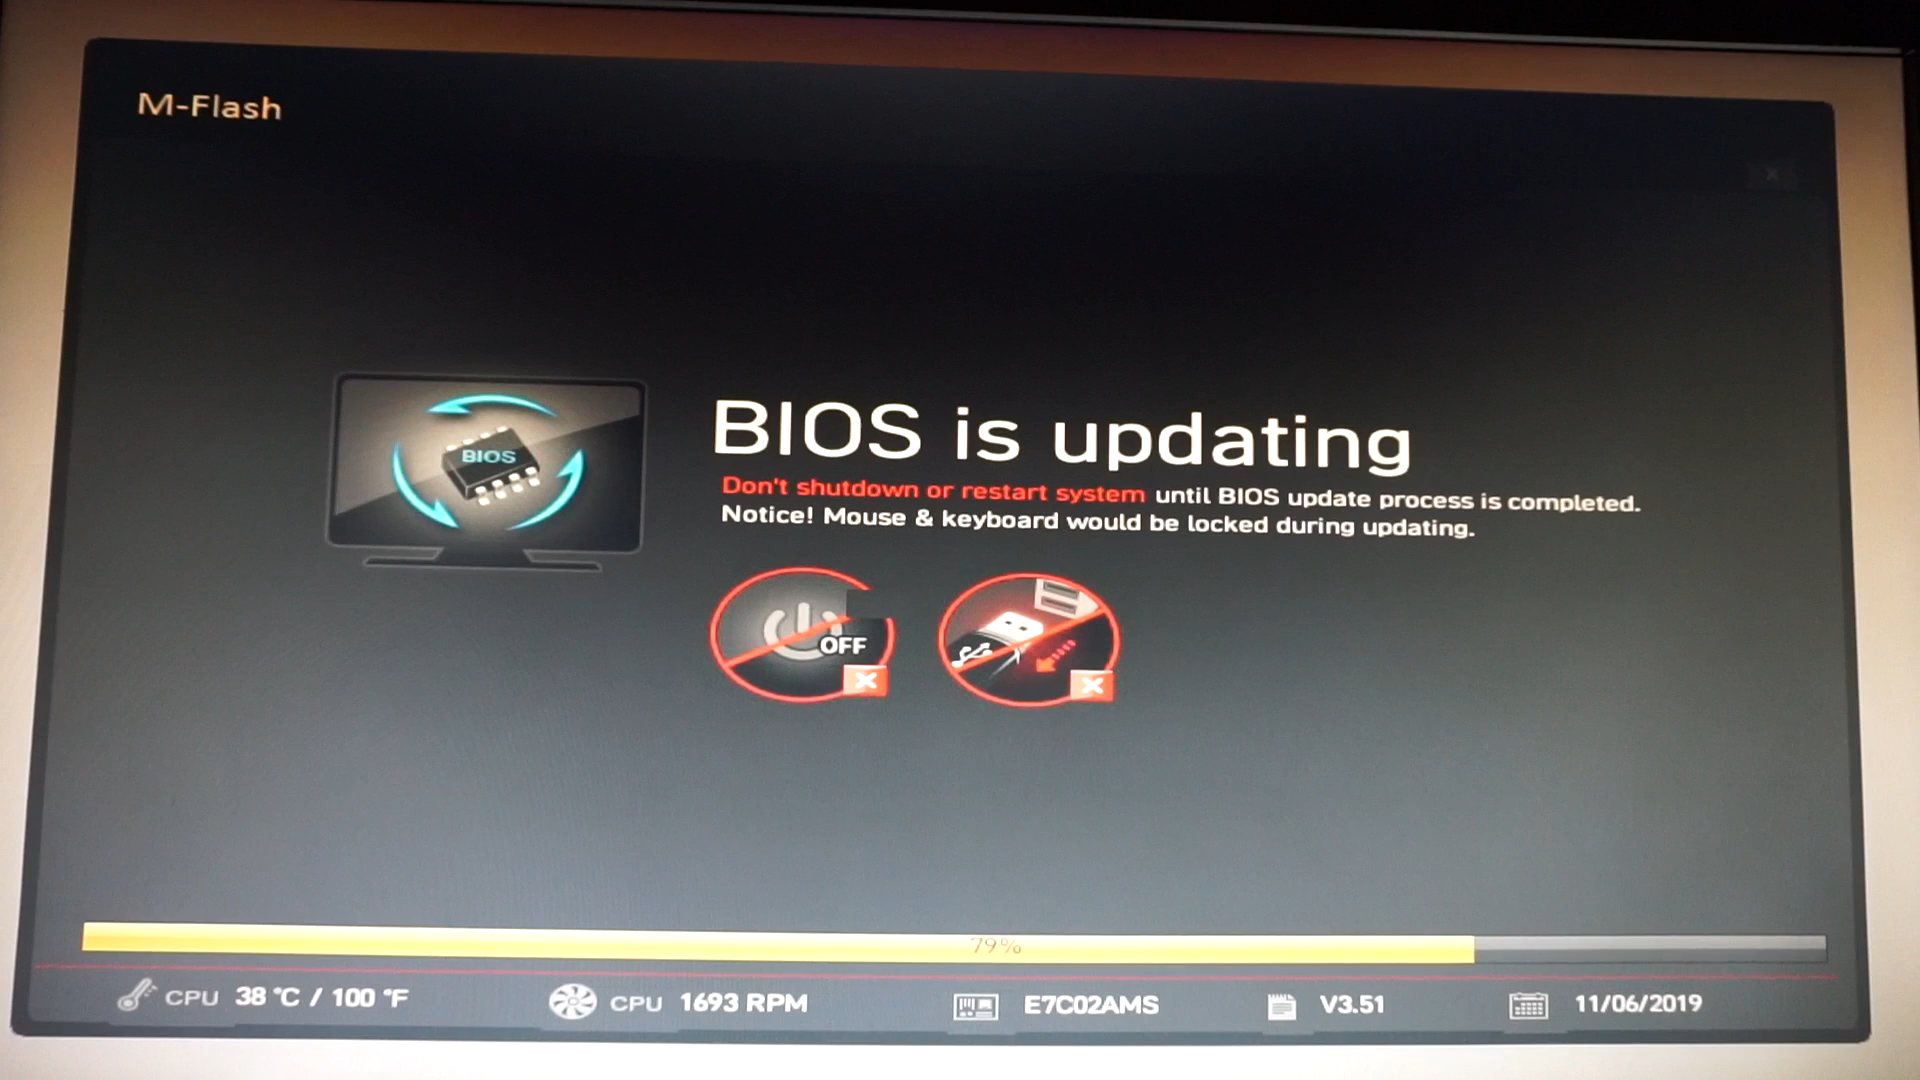 M-Flash
x
BIOS
BIOS is updating
Don't shutdown or restart system until BIOS update process is completed.
Notice! Mouse & keyboard would be locked during updating.
OFF
79%
CPU 38 °C / 100 °F
CPU 1693 RPM
E7C02AMS
V3.51
11/06/2019